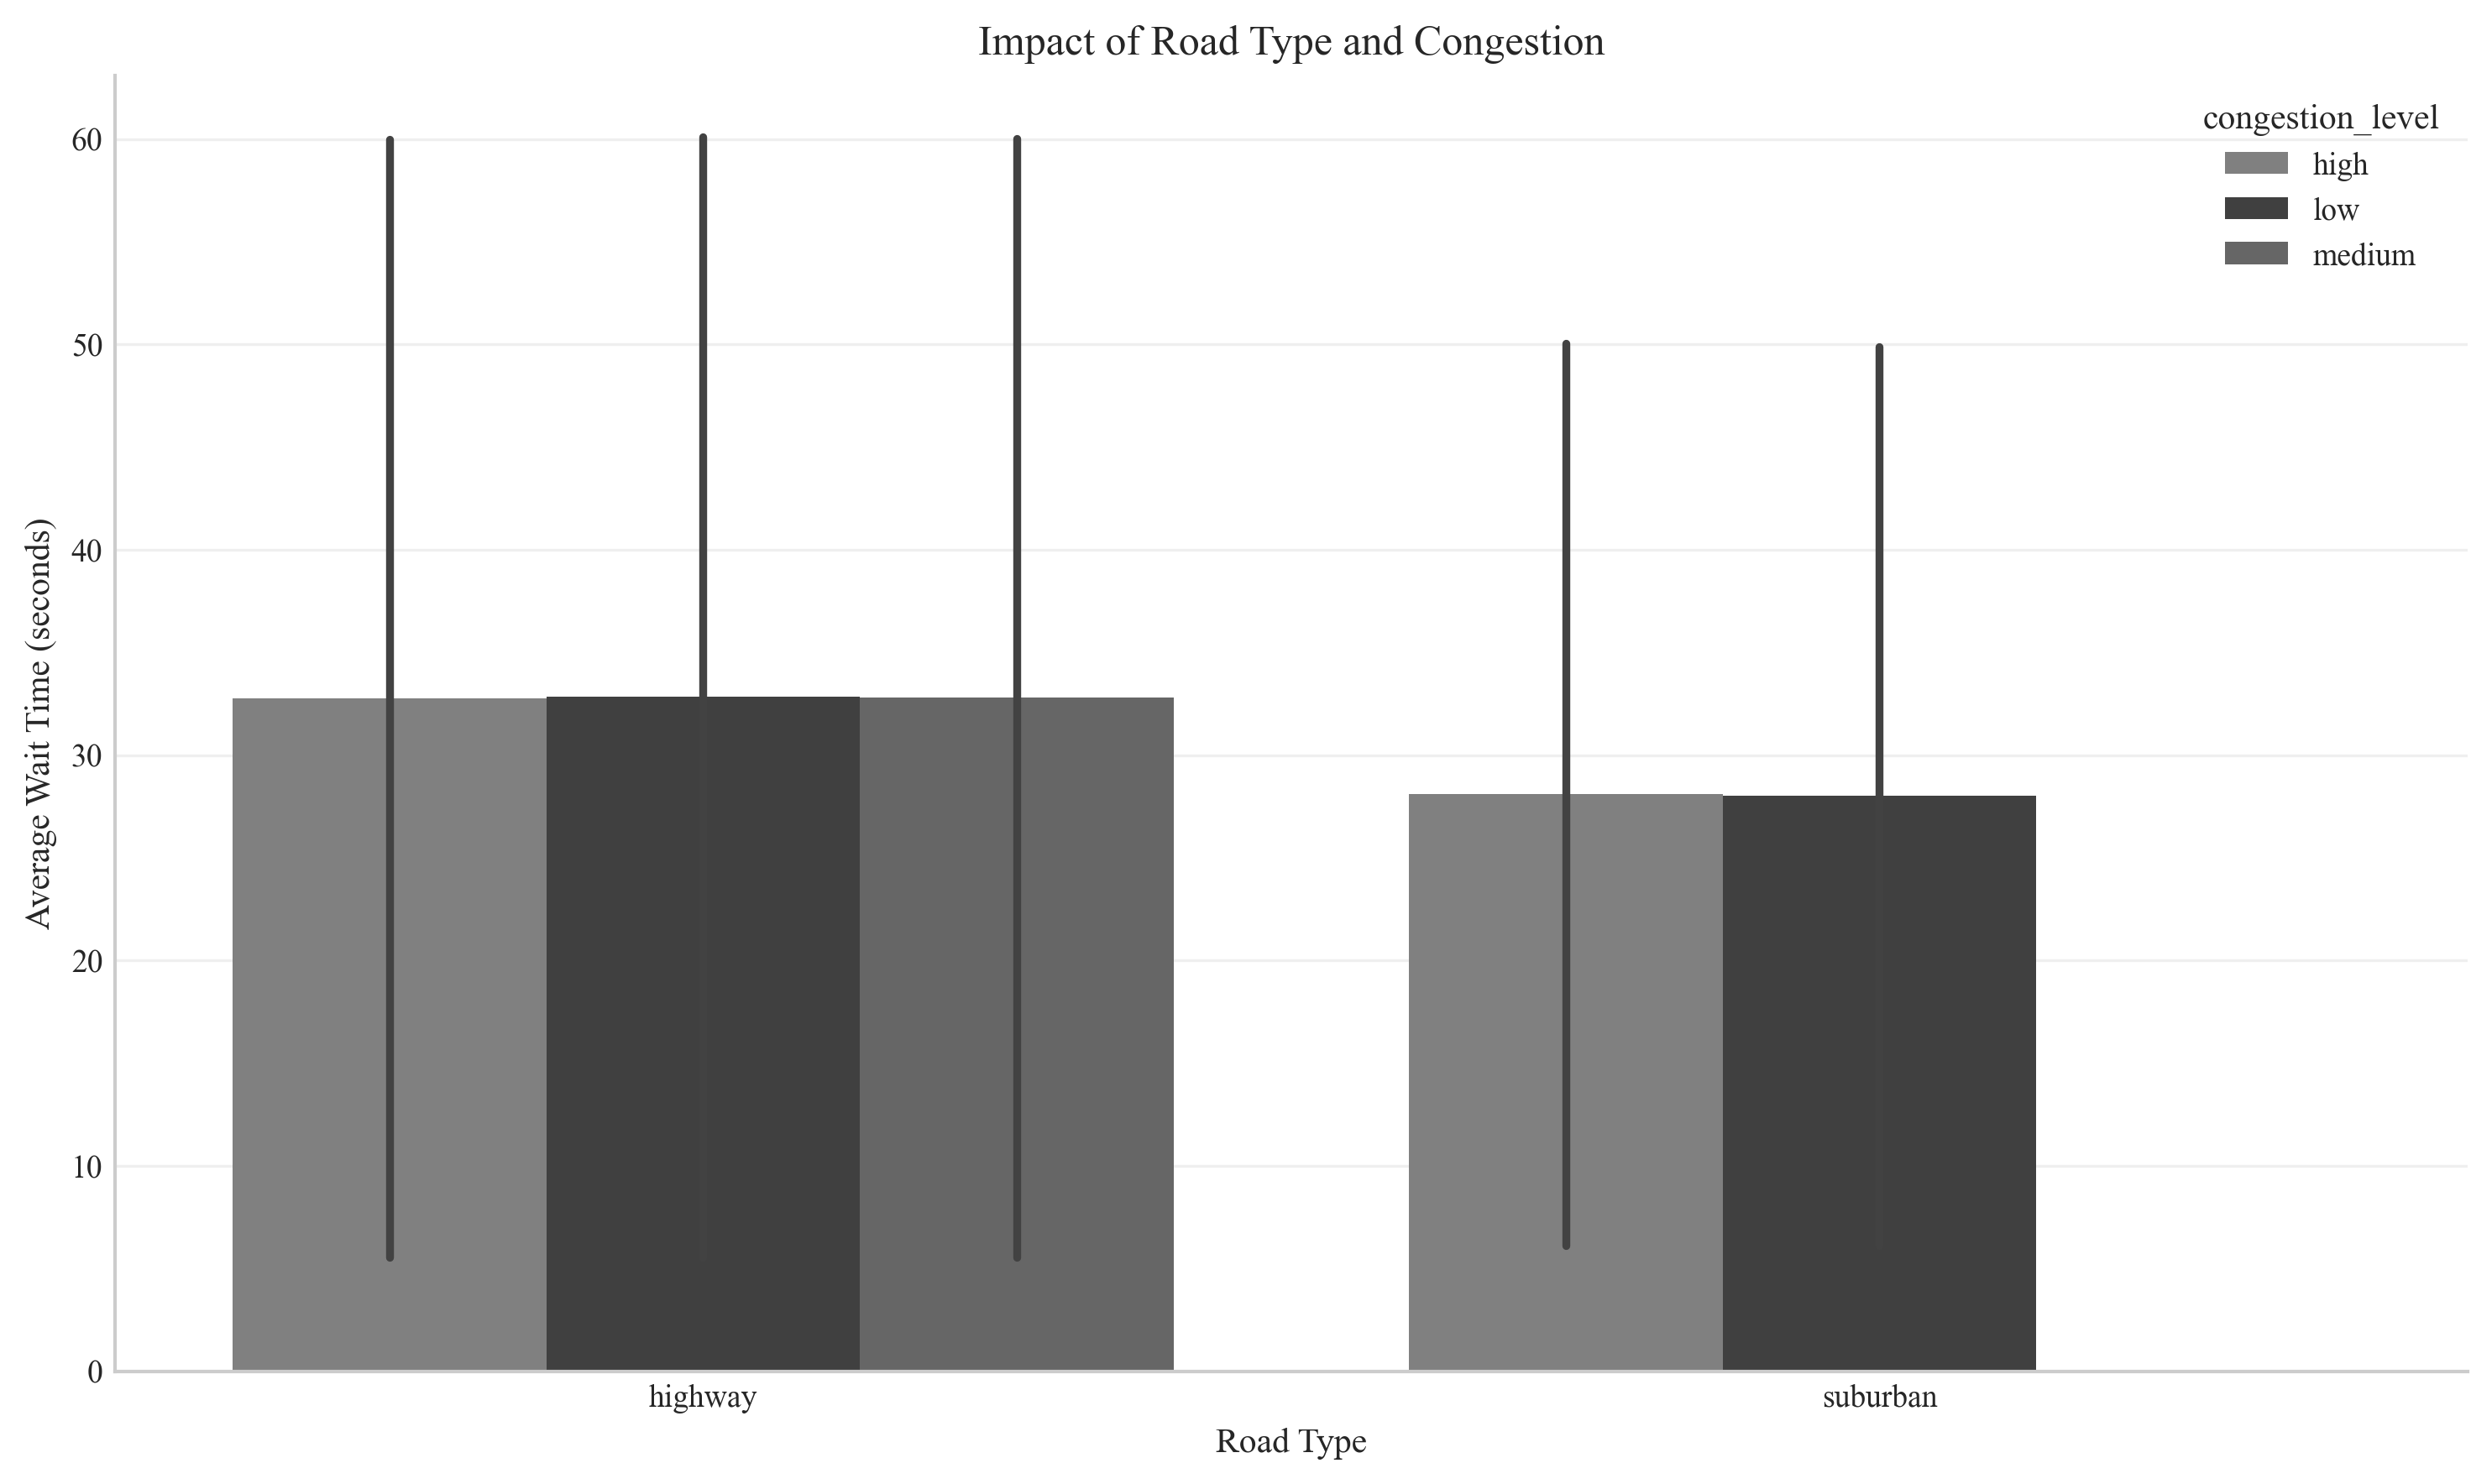 Impact of Road Type and Congestion
congestion_level
high
low
medium
Average Wait Time (seconds)
60
50
40
30
20
10
0
highway
suburban
Road Type